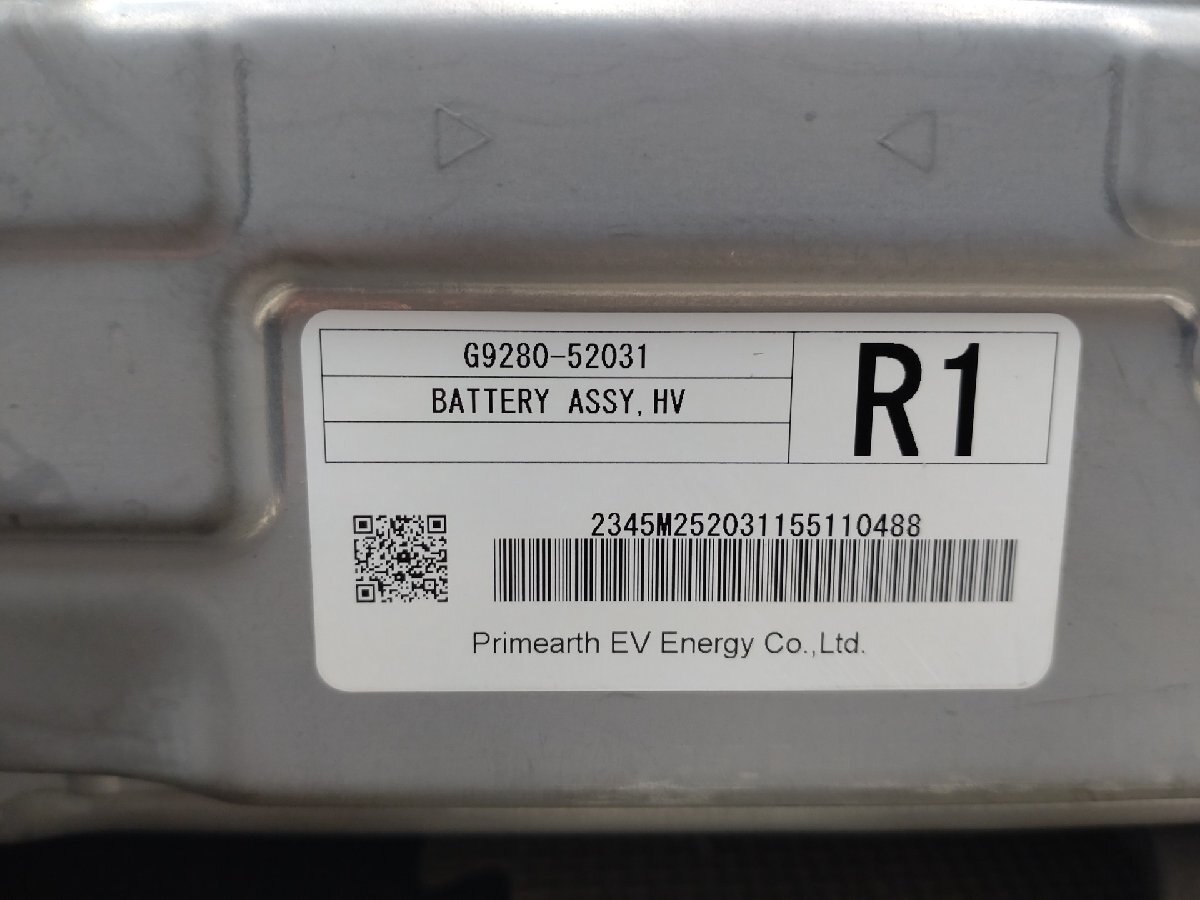 G9280-52031
BATTERY ASSY,HV
R1
2345M252031155110488
Primearth EV Energy Co.,Ltd.